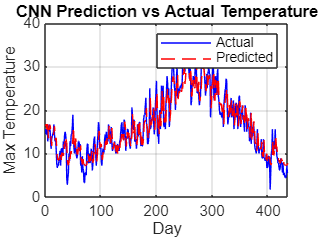 CNN Prediction vs Actual Temperature
40
30
20
10
0
Max Temperature
Actual
Predicted
0 100 200 300 400
Day